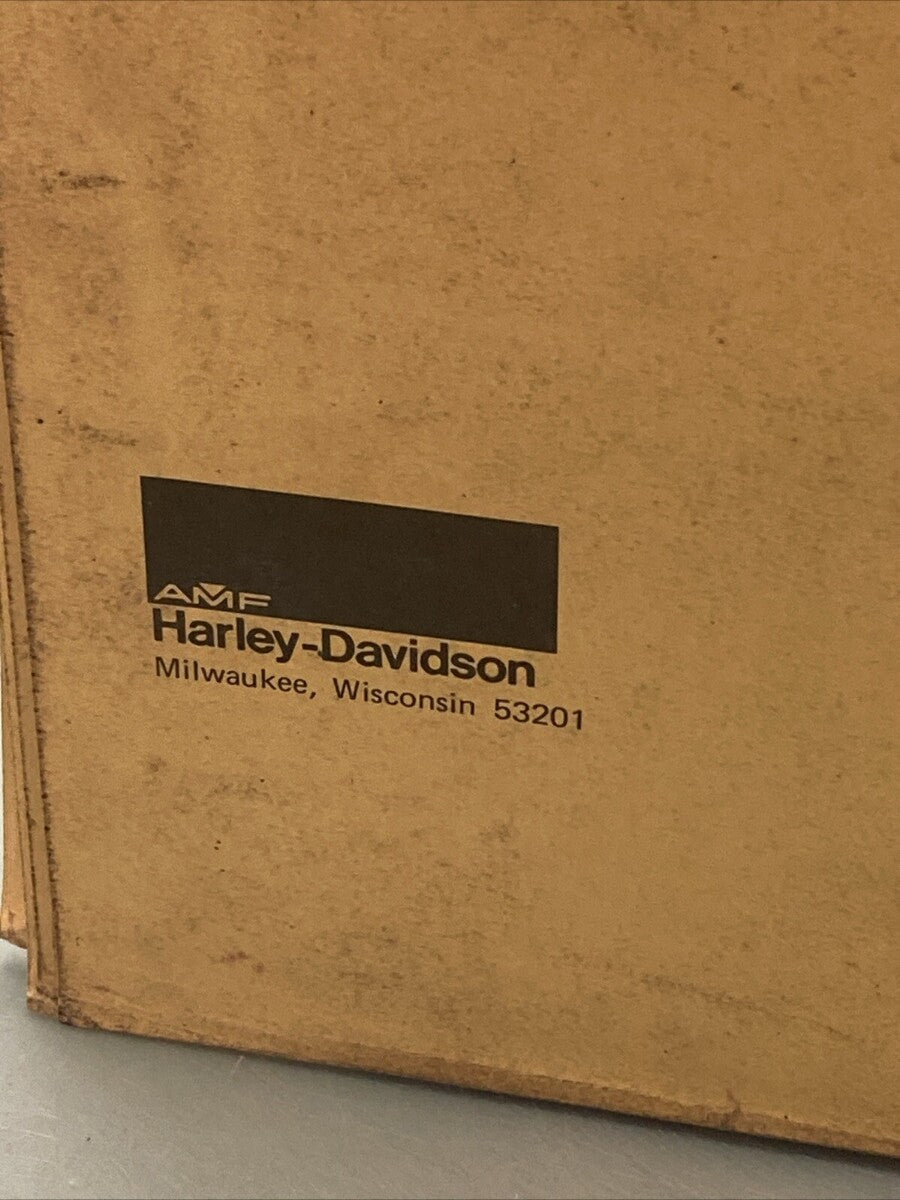 AMF
Harley-Davidson
Milwaukee, Wisconsin 53201